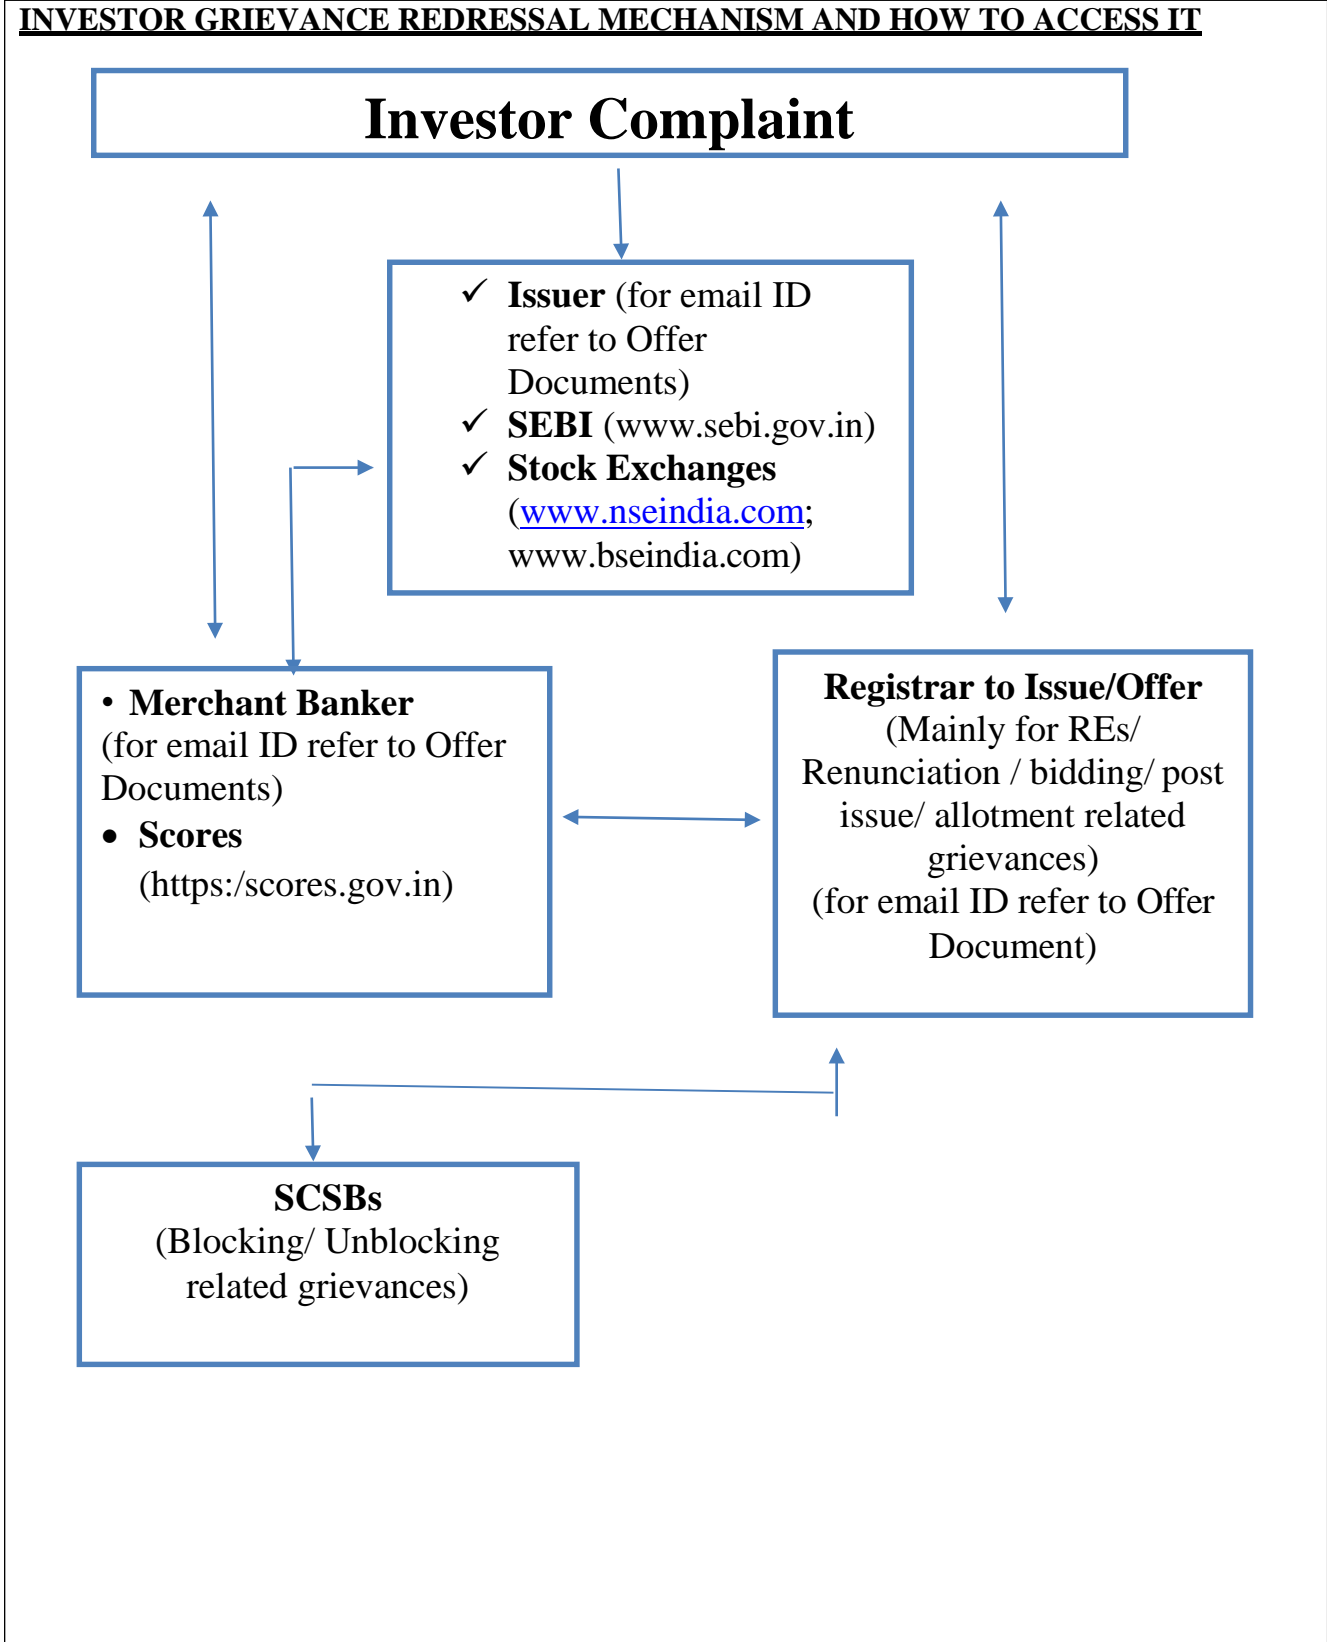 INVESTOR GRIEVANCE REDRESSAL MECHANISM AND HOW TO ACCESS IT
Investor Complaint
✓ Issuer (for email ID
refer to Offer
Documents)
✓ SEBI (www.sebi.gov.in)
✓ Stock Exchanges
(www.nseindia.com;
www.bseindia.com)
• Merchant Banker
(for email ID refer to Offer
Documents)
• Scores
(https:/scores.gov.in)
Registrar to Issue/Offer
(Mainly for REs/
Renunciation / bidding/ post
issue/ allotment related
grievances)
(for email ID refer to Offer
Document)
SCSBs
(Blocking/ Unblocking
related grievances)